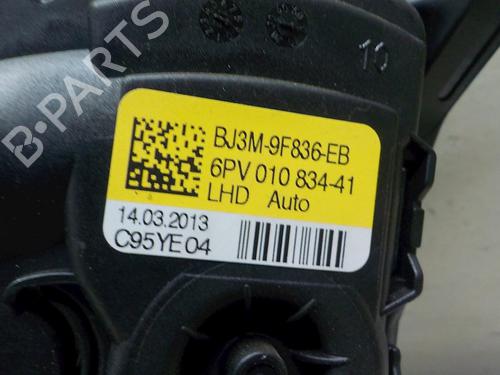 B-PARTS
10
BJ3M-9F836-EB
6PV 010 834-41
LHD Auto
14.03.2013
C95YE04